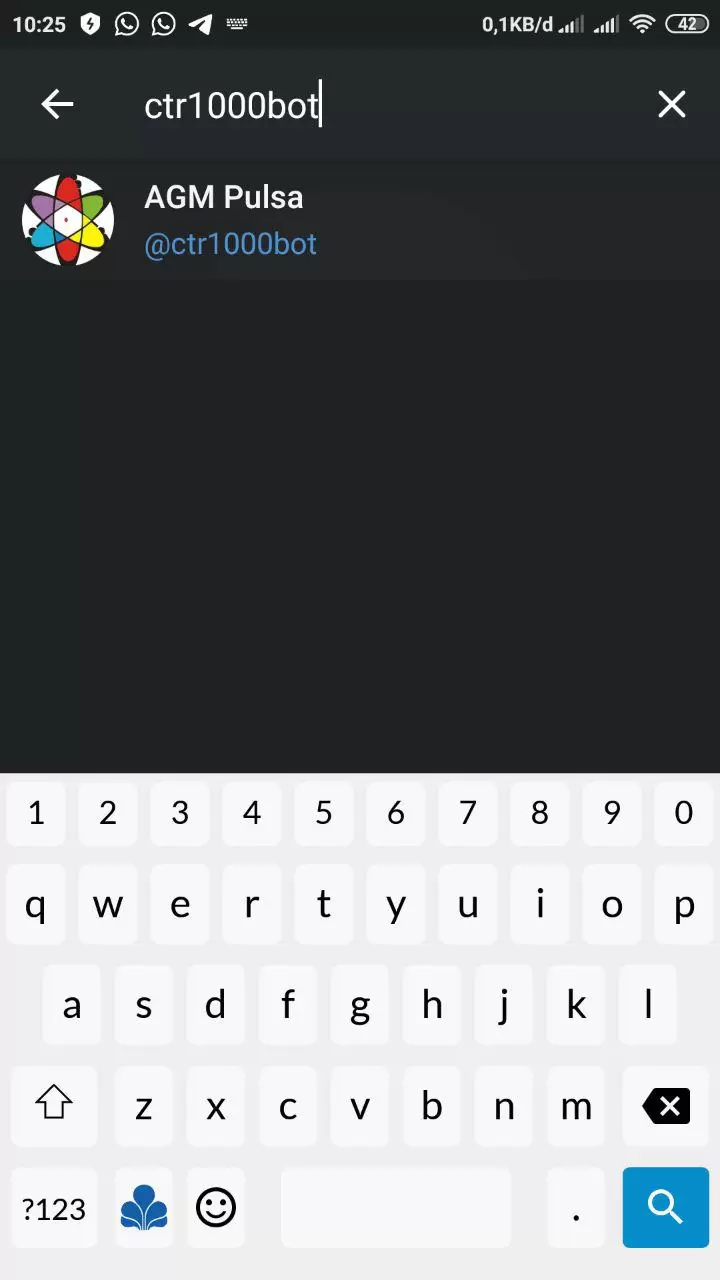 10:25 0,1KB/d 42
ctr1000bot
AGM Pulsa
@ctr1000bot
1 2 3 4 5 6 7 8 9 0
q w e r t y u i o p
a s d f g h j k l
z x c v b n m
?123 .